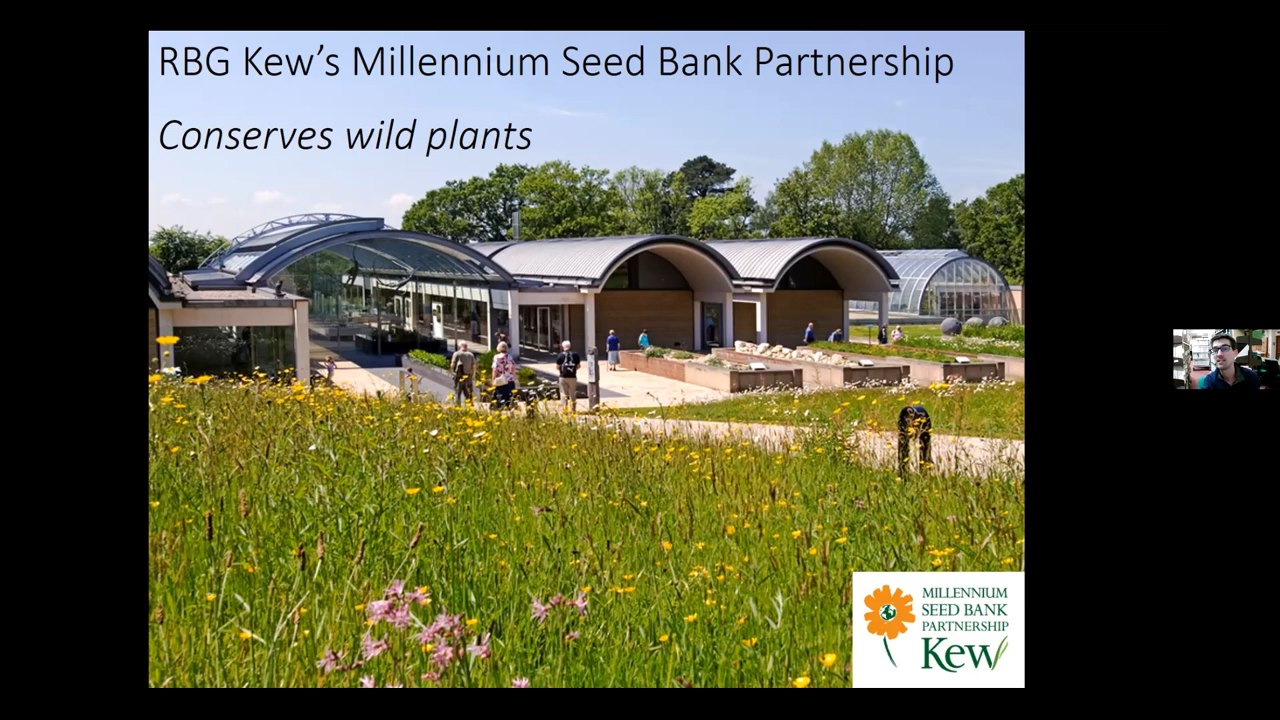 RBG Kew’s Millennium Seed Bank Partnership
Conserves wild plants
MILLENNIUM
SEED BANK
PARTNERSHIP
Kew